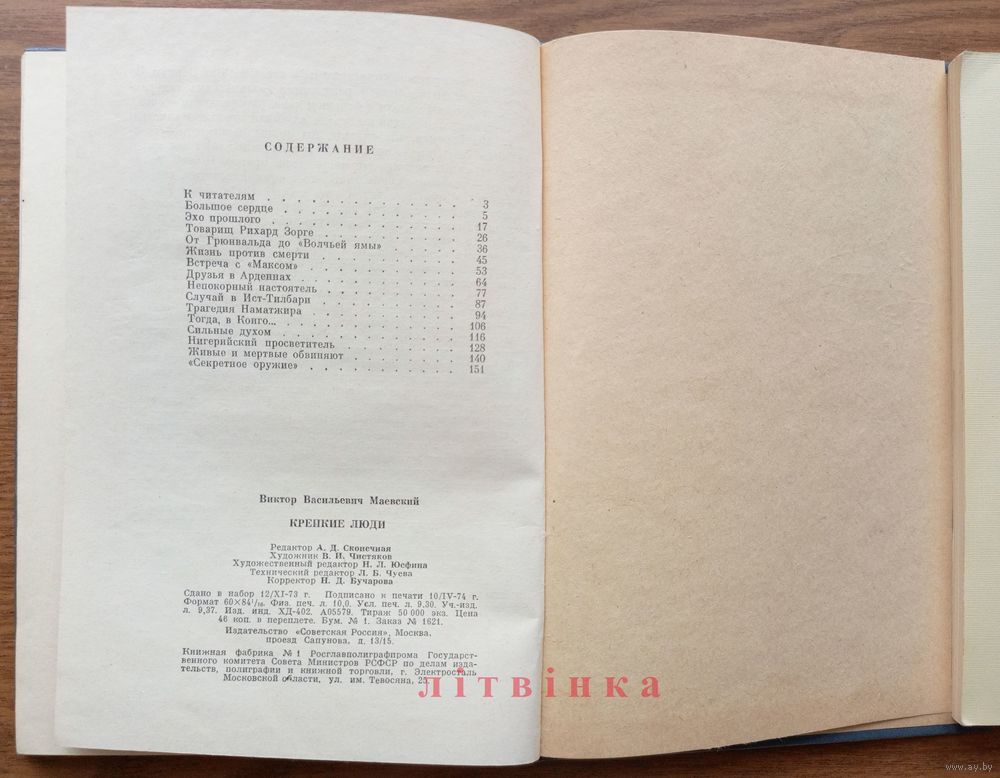 СОДЕРЖАНИЕ
К читателям . . . . . . . . . . 3
Большое сердце . . . . . . . . . . 5
Эхо прошлого . . . . . . . . . . 17
Товарищ Рихард Зорге . . . . . . . . . . 26
От Грюнвальда до «Волчьей ямы» . . . . . 36
Жизнь против смерти . . . . . . . . . . 45
Встреча с «Максом» . . . . . . . . . . 53
Друзья в Арденнах . . . . . . . . . . 64
Непокорный настоятель . . . . . . . . . . 77
Случай в Ист-Тилбари . . . . . . . . . . 87
Трагедия Наматжира . . . . . . . . . . 94
Тогда, в Конго... . . . . . . . . . . 106
Сильные духом . . . . . . . . . . 116
Нигерийский просветитель . . . . . . . . . . 128
Живые и мертвые обвиняют . . . . . . . . . . 140
«Секретное оружие» . . . . . . . . . . 151
Виктор Васильевич Маевский
КРЕПКИЕ ЛЮДИ
Редактор А. Д. Сконечная
Художник В. И. Чистяков
Художественный редактор Н. Л. Юсфина
Технический редактор Л. Б. Чуева
Корректор Н. Д. Бучарова
Сдано в набор 12/XI-73 г. Подписано к печати 10/IV-74 г.
Формат 60×84¹/₁₆. Физ. печ. л. 10,0. Усл. печ. л. 9,30. Уч.-изд.
л. 9,37. Изд. инд. ХД-402. А05579. Тираж 50 000 экз. Цена
46 коп. в переплете. Бум. № 1. Заказ № 1621.
Издательство «Советская Россия», Москва,
проезд Сапунова, д. 13/15.
Книжная фабрика № 1 Росглавполиграфпрома Государст-
венного комитета Совета Министров РСФСР по делам изда-
тельств, полиграфии и книжной торговли, г. Электросталь
Московской области, ул. им. Тевосяна, 25.
літвінка
www.ay.by